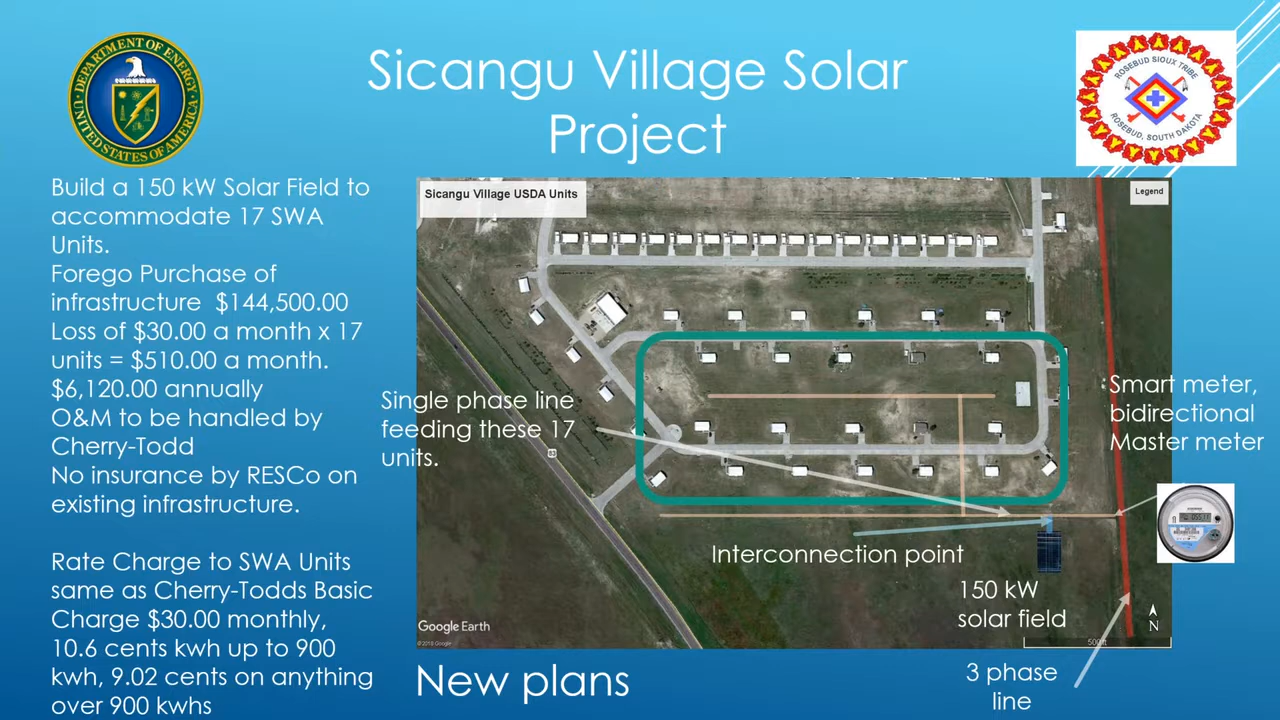 DEPARTMENT OF ENERGY
UNITED STATES OF AMERICA
Sicangu Village Solar
Project
ROSEBUD SIOUX TRIBE
ROSEBUD, SOUTH DAKOTA
Build a 150 kW Solar Field to
accommodate 17 SWA
Units.
Forego Purchase of
infrastructure $144,500.00
Loss of $30.00 a month x 17
units = $510.00 a month.
$6,120.00 annually
O&M to be handled by
Cherry-Todd
No insurance by RESCo on
existing infrastructure.
Rate Charge to SWA Units
same as Cherry-Todds Basic
Charge $30.00 monthly,
10.6 cents kwh up to 900
kwh, 9.02 cents on anything
over 900 kwhs
Sicangu Village USDA Units
Legend
Single phase line
feeding these 17
units.
Smart meter,
bidirectional
Master meter
Interconnection point
150 kW
solar field
Google Earth
© 2018 Google
N
500 ft
New plans
3 phase
line